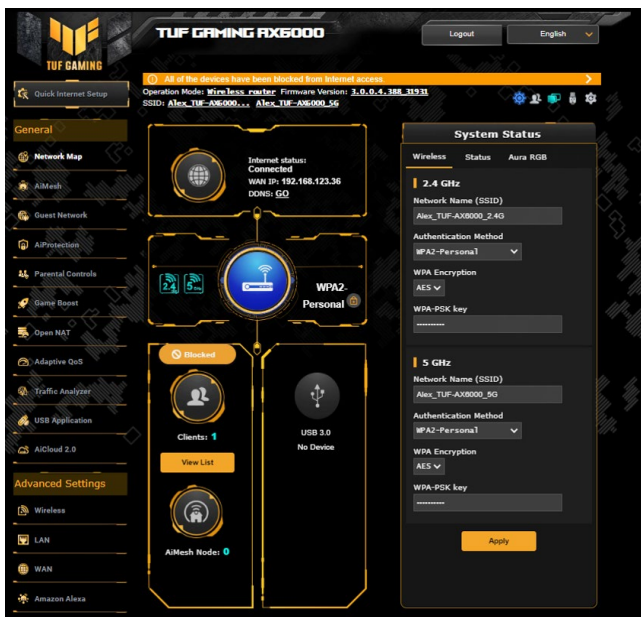 TUF GAMING
TUF GAMING AX6000
Logout
English
All of the devices have been blocked from Internet access.
Quick Internet Setup
Operation Mode: Wireless router Firmware Version: 3.0.0.4.388_31931
SSID: Alex_TUF-AX6000... Alex_TUF-AX6000_5G
General
Network Map
AiMesh
Guest Network
AiProtection
Parental Controls
Game Boost
Open NAT
Adaptive QoS
Traffic Analyzer
USB Application
AiCloud 2.0
Advanced Settings
Wireless
LAN
WAN
Amazon Alexa
Internet status:
Connected
WAN IP: 192.168.123.36
DDNS: GO
2.4
5
WPA2-
Personal
Blocked
Clients: 1
View List
AiMesh Node: 0
USB 3.0
No Device
System Status
Wireless Status Aura RGB
2.4 GHz
Network Name (SSID)
Alex_TUF-AX6000_2.4G
Authentication Method
WPA2-Personal
WPA Encryption
AES
WPA-PSK key
----------
5 GHz
Network Name (SSID)
Alex_TUF-AX6000_5G
Authentication Method
WPA2-Personal
WPA Encryption
AES
WPA-PSK key
----------
Apply